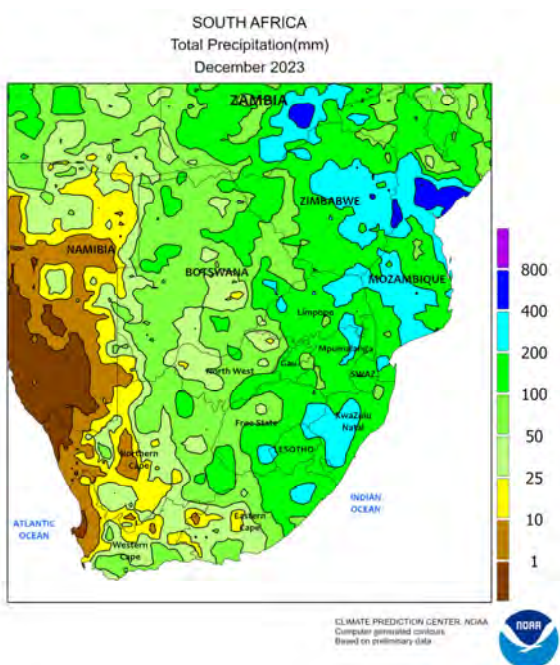 SOUTH AFRICA
Total Precipitation(mm)
December 2023
ZAMBIA
ZIMBABWE
NAMIBIA
BOTSWANA
MOZAMBIQUE
Limpopo
Mpumalanga
North West
Gau
SWAZ.
KwaZulu
Natal
Free State
LESOTHO
Northern
Cape
Eastern
Cape
Western
Cape
ATLANTIC
OCEAN
INDIAN
OCEAN
800
400
200
100
50
25
10
1
CLIMATE PREDICTION CENTER, NOAA
Computer generated contours
Based on preliminary data
NOAA